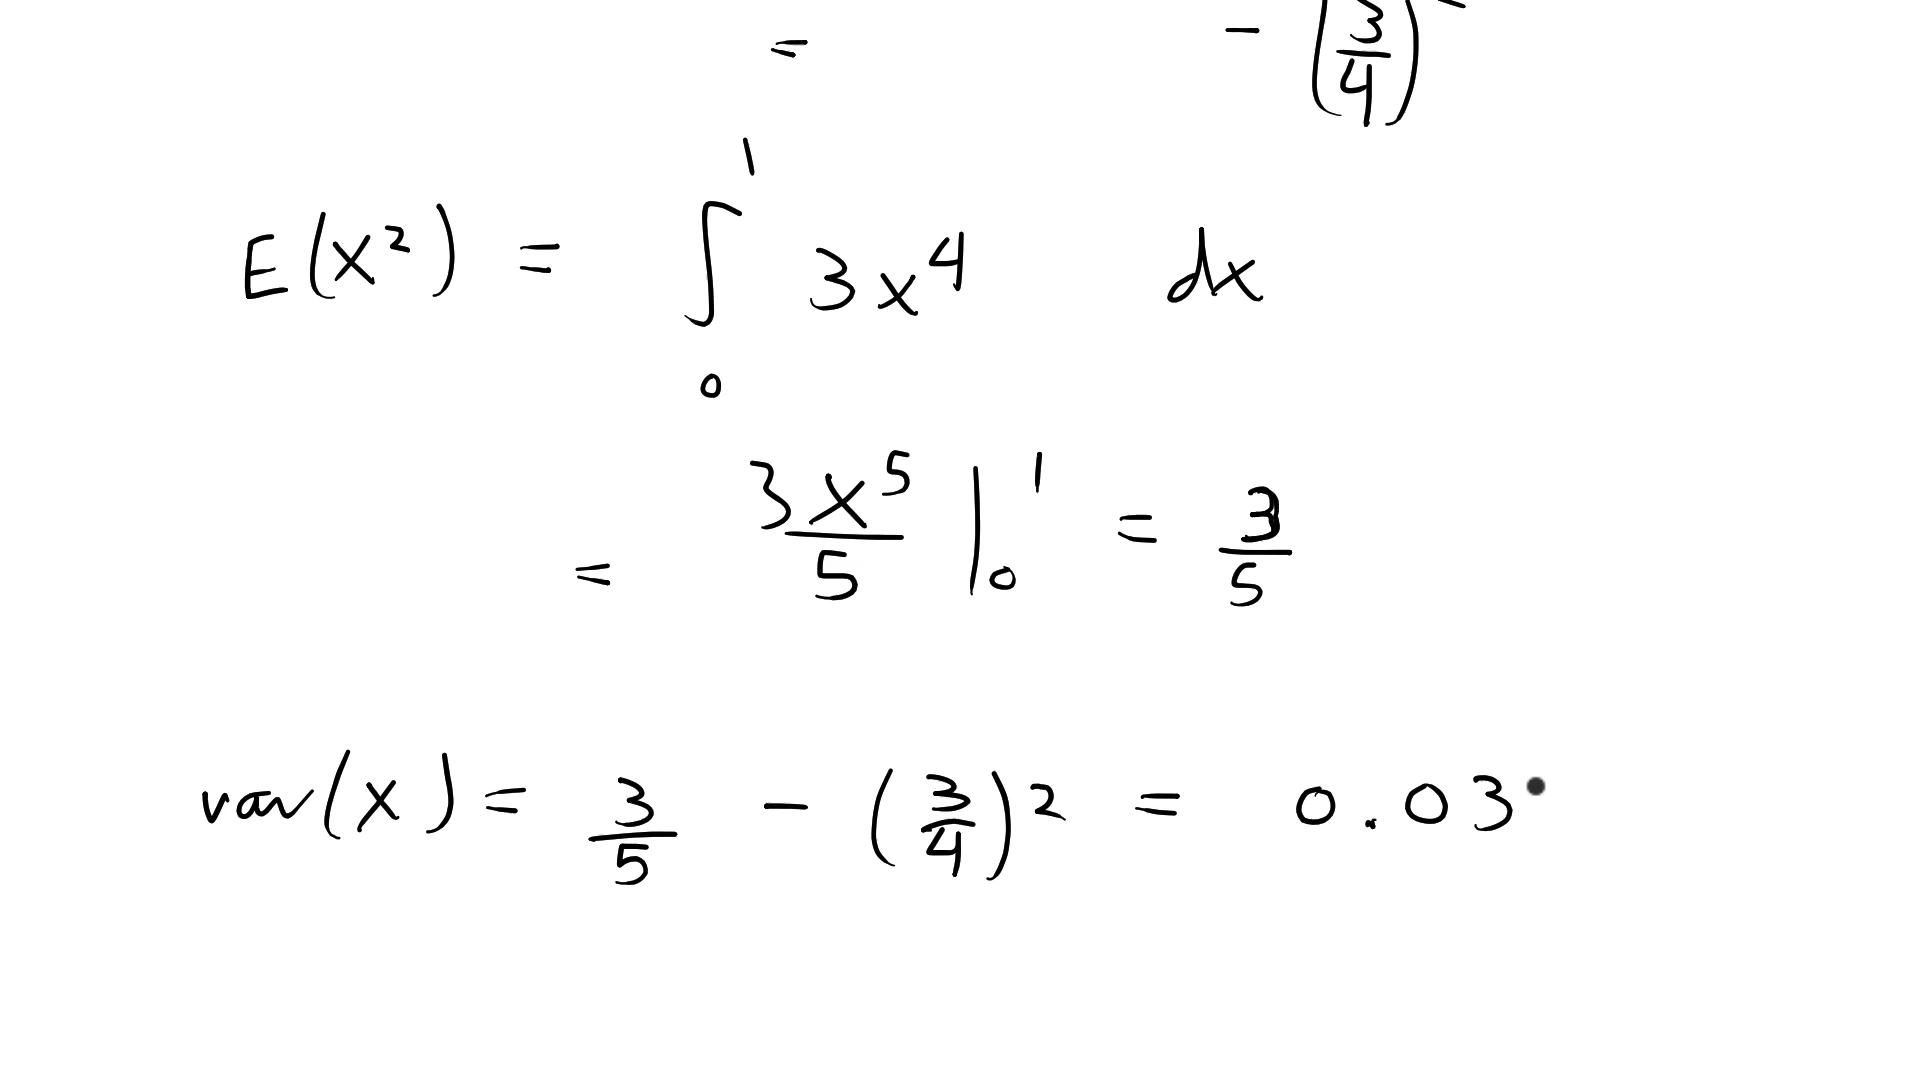 = - (3/4)²
E(x²) = ∫₀¹ 3x⁴ dx
= 3x⁵/5 |₀¹ = 3/5
var(x) = 3/5 - (3/4)² = 0.03